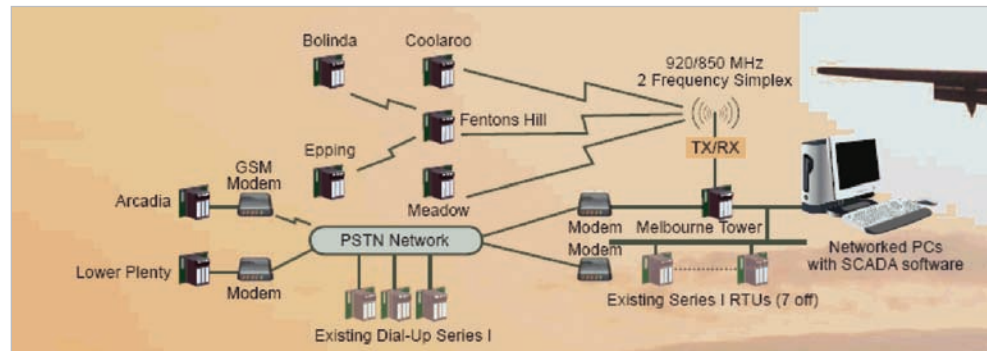 Bolinda
Coolaroo
920/850 MHz
2 Frequency Simplex
Fentons Hill
TX/RX
Epping
GSM
Modem
Arcadia
Meadow
PSTN Network
Modem
Melbourne Tower
Modem
Networked PCs
with SCADA software
Lower Plenty
Modem
Existing Series I RTUs (7 off)
Existing Dial-Up Series I